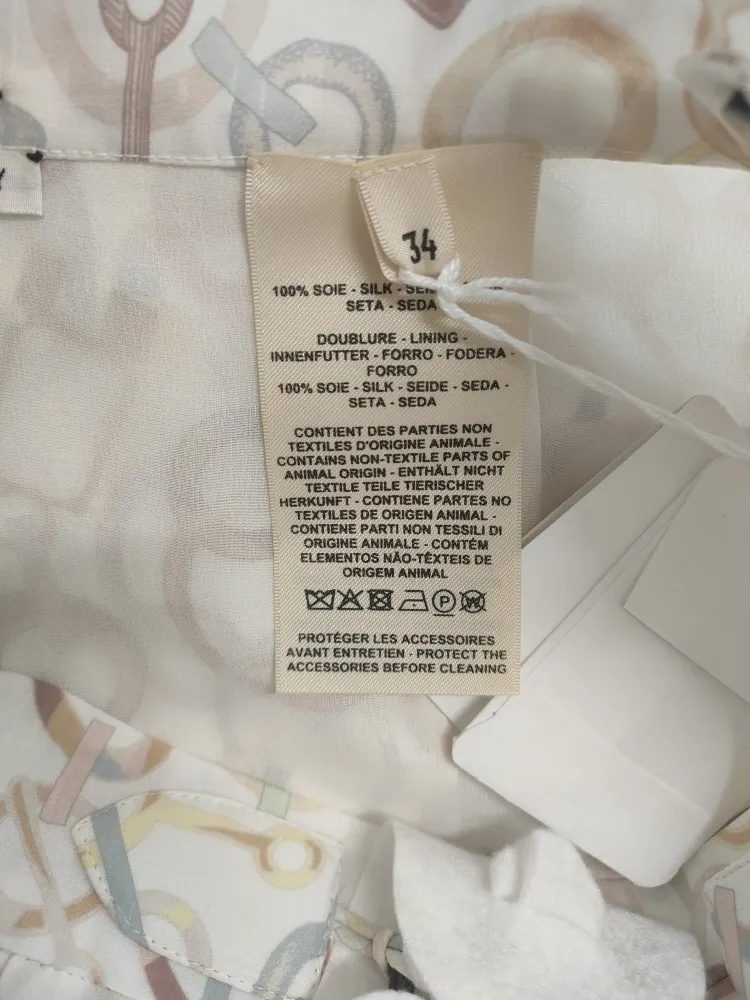 34
100% SOIE - SILK -
SETA - SEDA
DOUBLURE - LINING -
INNENFUTTER - FORRO - FODERA -
FORRO
100% SOIE - SILK - SEIDE - SEDA -
SETA - SEDA
CONTIENT DES PARTIES NON
TEXTILES D'ORIGINE ANIMALE -
CONTAINS NON-TEXTILE PARTS OF
ANIMAL ORIGIN - ENTHÄLT NICHT
TEXTILE TEILE TIERISCHER
HERKUNFT - CONTIENE PARTES NO
TEXTILES DE ORIGEN ANIMAL -
CONTIENE PARTI NON TESSILI DI
ORIGINE ANIMALE - CONTÉM
ELEMENTOS NÃO-TÊXTEIS DE
ORIGEM ANIMAL
P W
PROTÉGER LES ACCESSOIRES
AVANT ENTRETIEN - PROTECT THE
ACCESSORIES BEFORE CLEANING